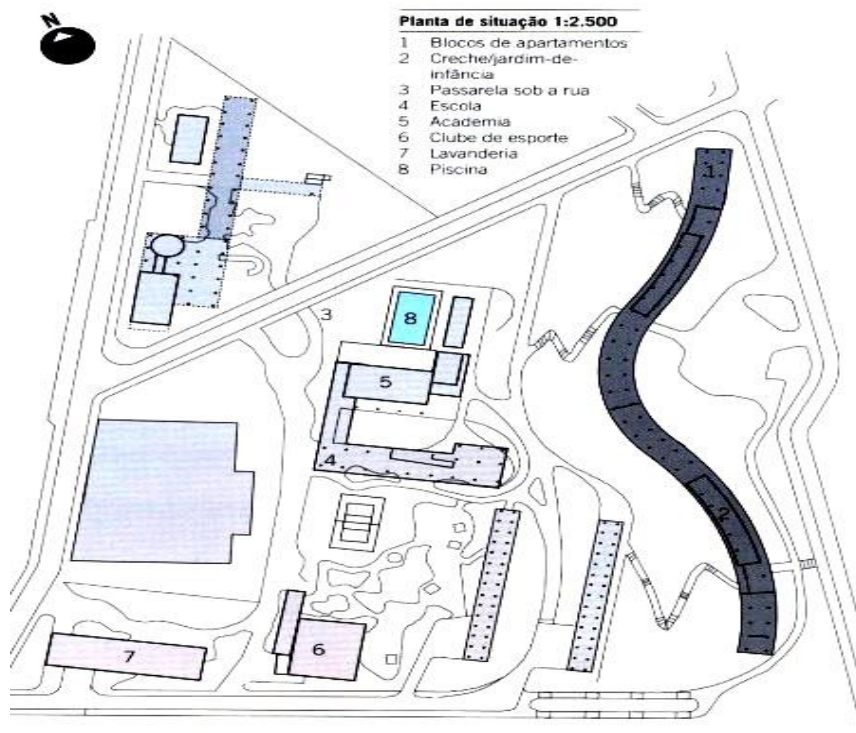 N
Planta de situação 1:2.500
1 Blocos de apartamentos
2 Creche/jardim-de-
infância
3 Passarela sob a rua
4 Escola
5 Academia
6 Clube de esporte
7 Lavanderia
8 Piscina
1
3
8
5
4
2
6
7